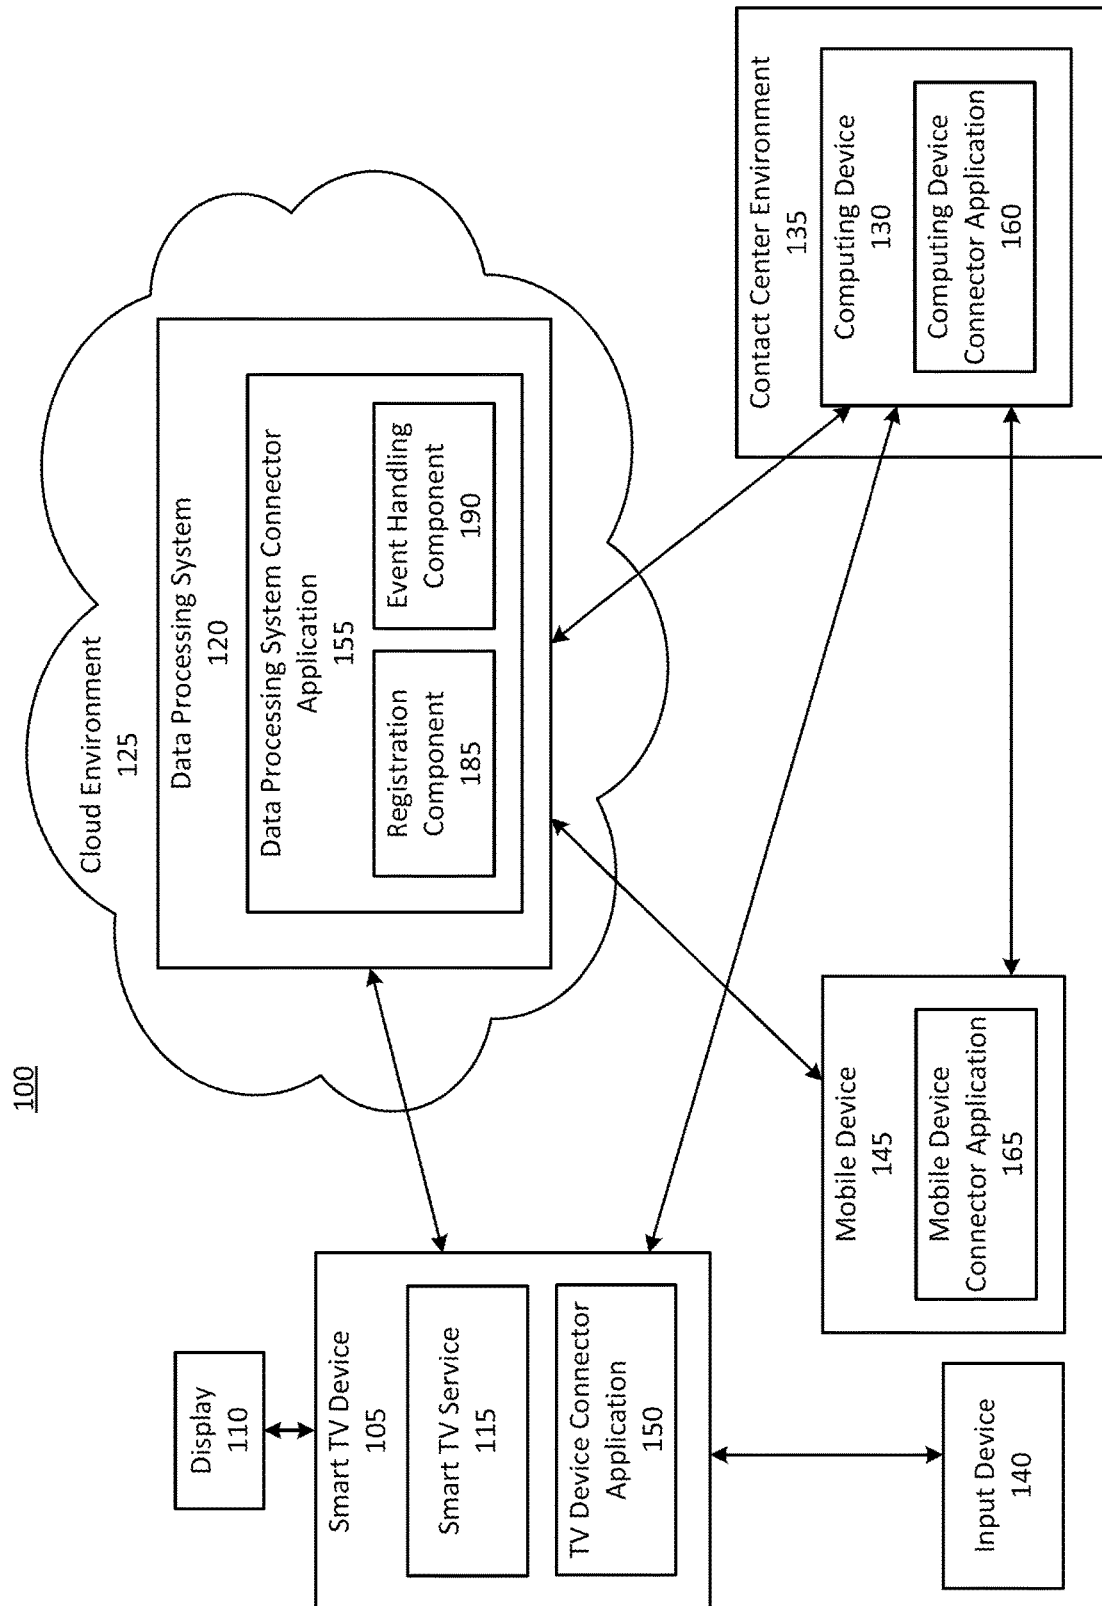 100
Cloud Environment
125
Data Processing System
120
Data Processing System Connector
Application
155
Registration
Component
185
Event Handling
Component
190
Display
110
Smart TV Device
105
Smart TV Service
115
TV Device Connector
Application
150
Input Device
140
Mobile Device
145
Mobile Device
Connector Application
165
Contact Center Environment
135
Computing Device
130
Computing Device
Connector Application
160